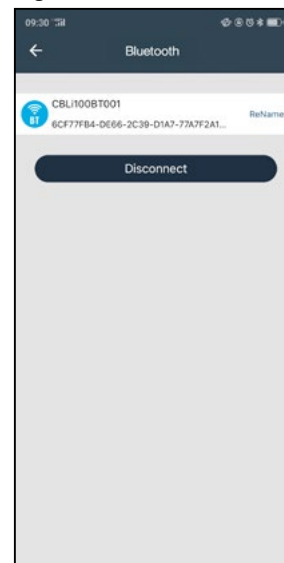 09:30
Bluetooth
CBLi100BT001
BT
6CF77FB4-DE66-2C39-D1A7-77A7F2A1...
ReName
Disconnect